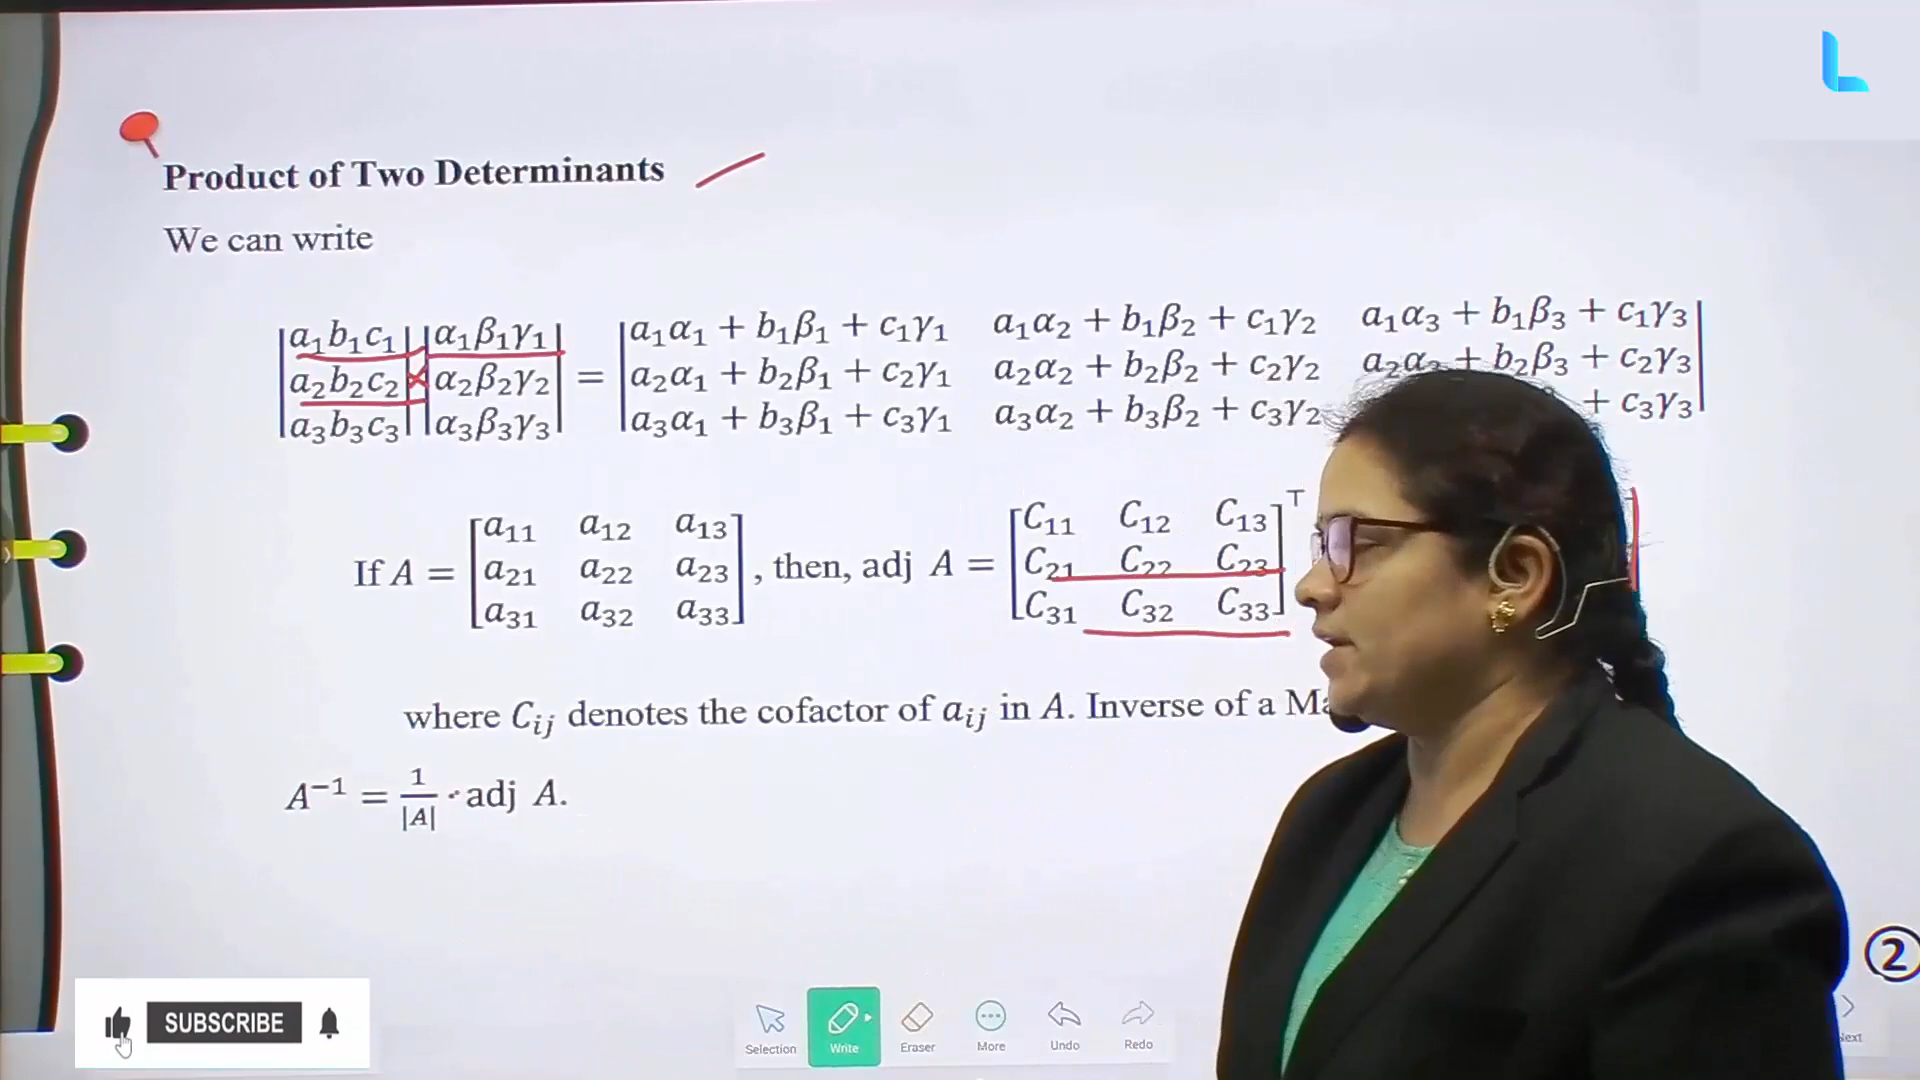 Product of Two Determinants
We can write
|a₁b₁c₁| |α₁β₁γ₁| |a₁α₁ + b₁β₁ + c₁γ₁ a₁α₂ + b₁β₂ + c₁γ₂ a₁α₃ + b₁β₃ + c₁γ₃|
|a₂b₂c₂|×|α₂β₂γ₂| = |a₂α₁ + b₂β₁ + c₂γ₁ a₂α₂ + b₂β₂ + c₂γ₂ a₂α₃ + b₂β₃ + c₂γ₃|
|a₃b₃c₃| |α₃β₃γ₃| |a₃α₁ + b₃β₁ + c₃γ₁ a₃α₂ + b₃β₂ + c₃γ₂ + c₃γ₃|
[a₁₁ a₁₂ a₁₃] [C₁₁ C₁₂ C₁₃]ᵀ
If A = [a₂₁ a₂₂ a₂₃], then, adj A = [C₂₁ C₂₂ C₂₃]
[a₃₁ a₃₂ a₃₃] [C₃₁ C₃₂ C₃₃]
where Cᵢⱼ denotes the cofactor of aᵢⱼ in A. Inverse of a
A⁻¹ = 1/|A| · adj A.
2
SUBSCRIBE
Selection Write Eraser More Undo Redo